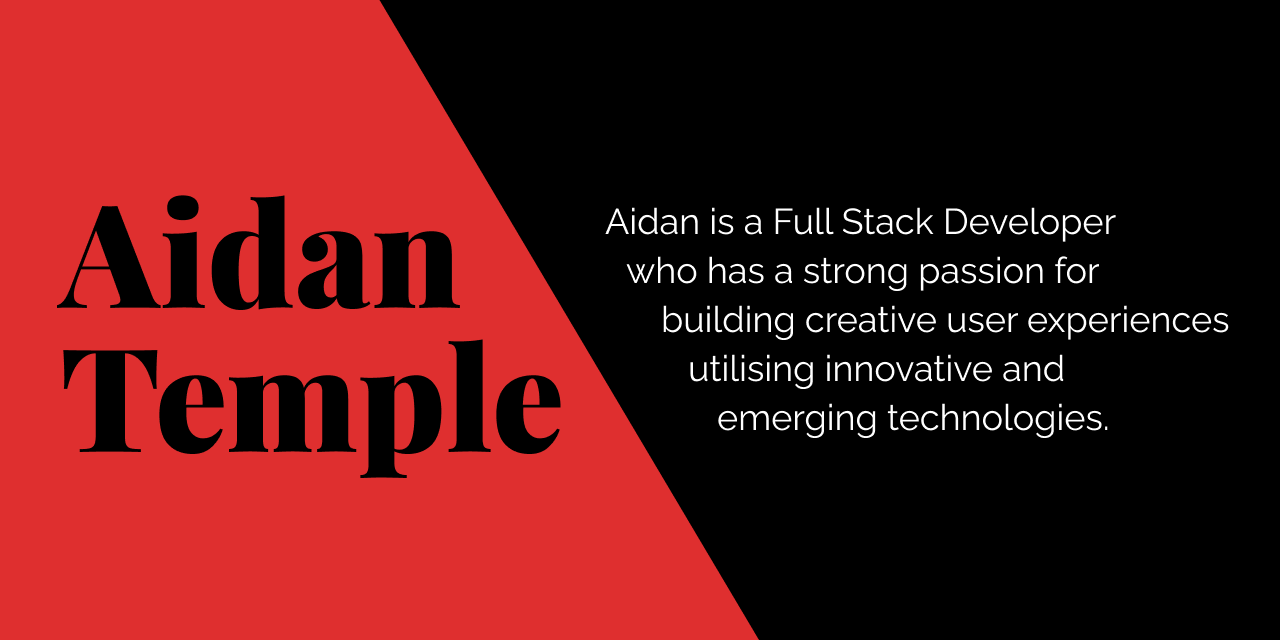 Aidan
Temple
Aidan is a Full Stack Developer
who has a strong passion for
building creative user experiences
utilising innovative and
emerging technologies.